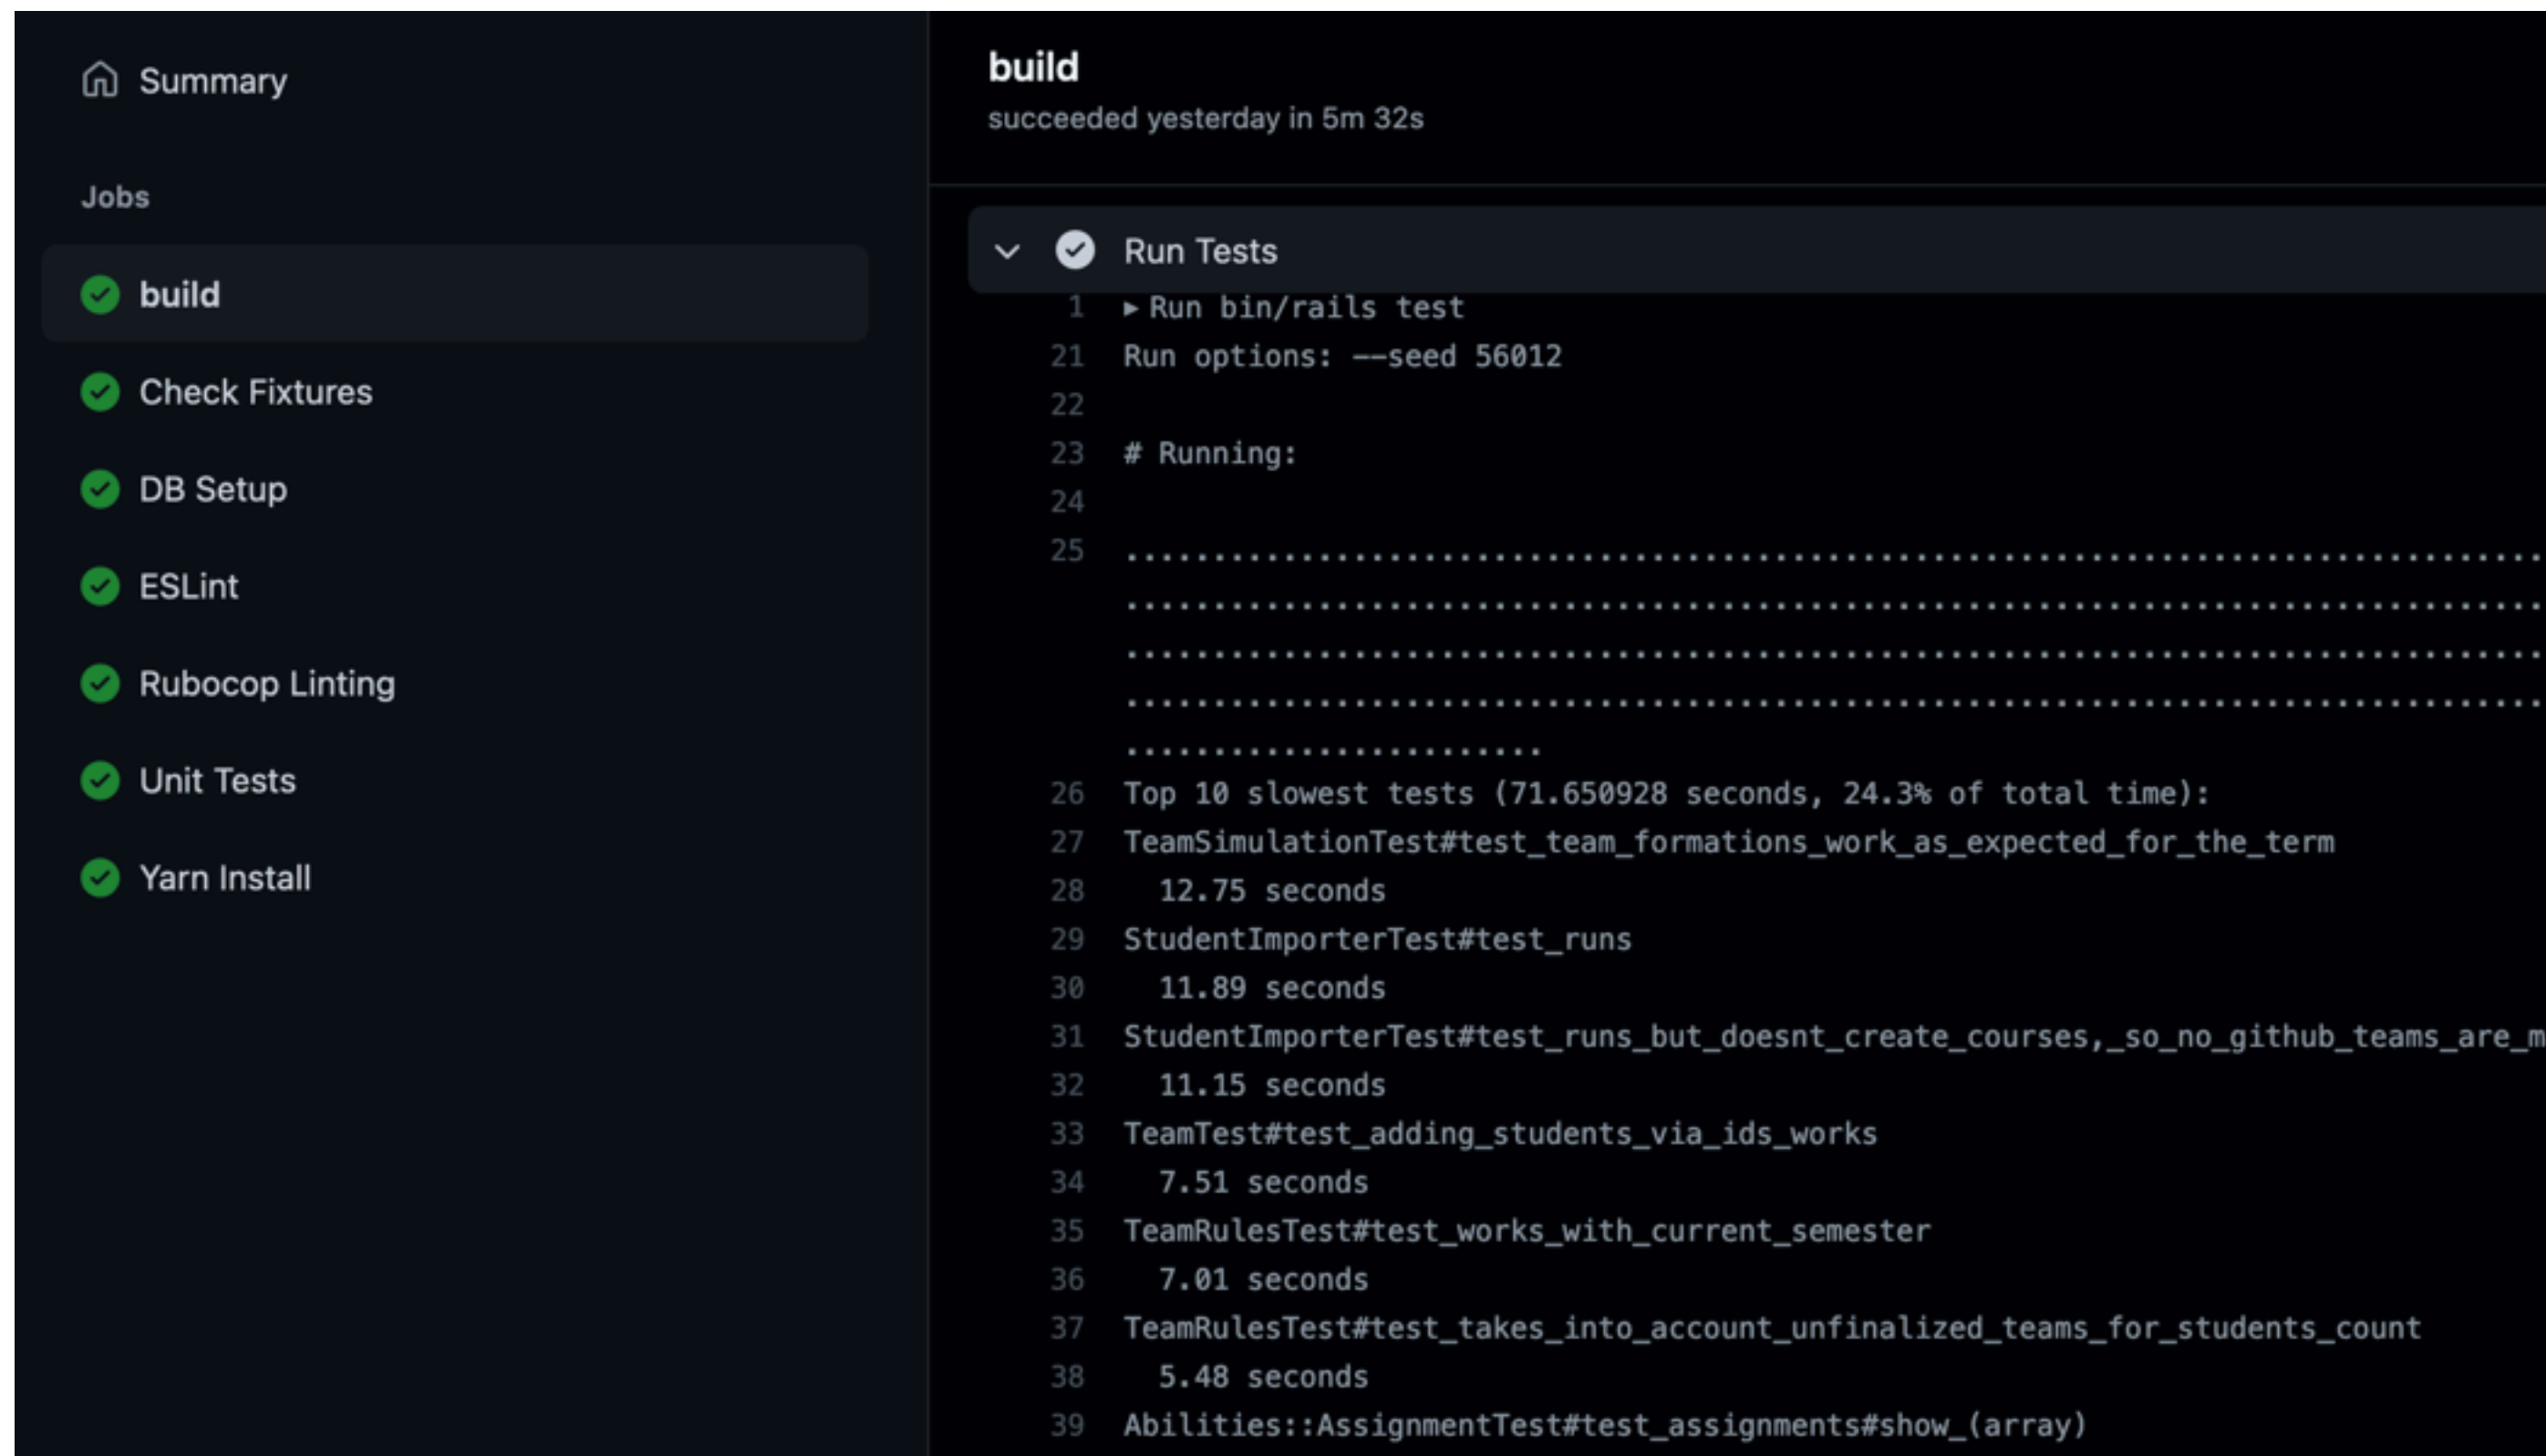 Summary
Jobs
build
Check Fixtures
DB Setup
ESLint
Rubocop Linting
Unit Tests
Yarn Install
build
succeeded yesterday in 5m 32s
Run Tests
1 ▶ Run bin/rails test
21 Run options: --seed 56012
22
23 # Running:
24
25 .................................................................................
.................................................................................
.................................................................................
.................................................................................
........................
26 Top 10 slowest tests (71.650928 seconds, 24.3% of total time):
27 TeamSimulationTest#test_team_formations_work_as_expected_for_the_term
28 12.75 seconds
29 StudentImporterTest#test_runs
30 11.89 seconds
31 StudentImporterTest#test_runs_but_doesnt_create_courses,_so_no_github_teams_are_m
32 11.15 seconds
33 TeamTest#test_adding_students_via_ids_works
34 7.51 seconds
35 TeamRulesTest#test_works_with_current_semester
36 7.01 seconds
37 TeamRulesTest#test_takes_into_account_unfinalized_teams_for_students_count
38 5.48 seconds
39 Abilities::AssignmentTest#test_assignments#show_(array)